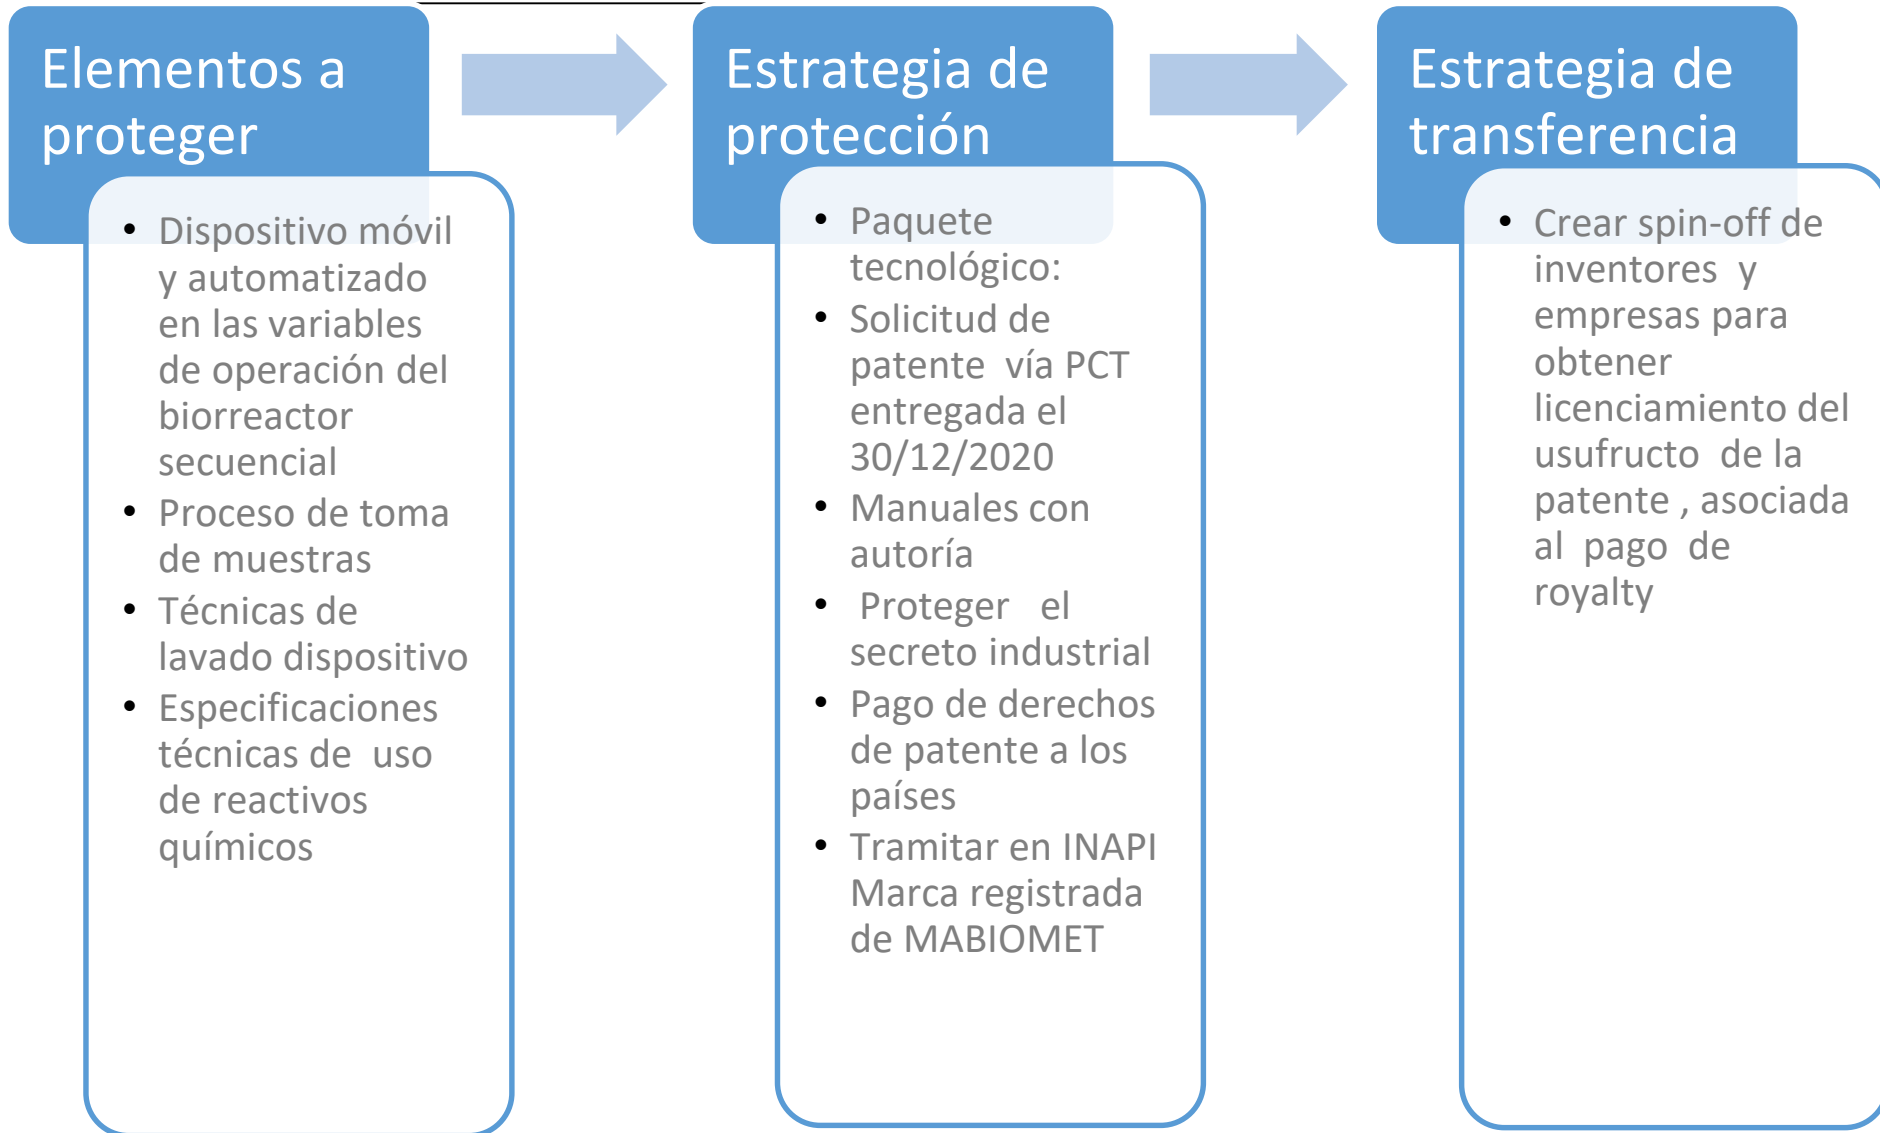 Elementos a
proteger
• Dispositivo móvil
y automatizado
en las variables
de operación del
biorreactor
secuencial
• Proceso de toma
de muestras
• Técnicas de
lavado dispositivo
• Especificaciones
técnicas de  uso
de reactivos
químicos
Estrategia de
protección
• Paquete
tecnológico:
• Solicitud de
patente  vía PCT
entregada el
30/12/2020
• Manuales con
autoría
•  Proteger   el
secreto industrial
• Pago de derechos
de patente a los
países
• Tramitar en INAPI
Marca registrada
de MABIOMET
Estrategia de
transferencia
• Crear spin-off de
inventores  y
empresas para
obtener
licenciamiento del
usufructo  de la
patente , asociada
al  pago  de
royalty